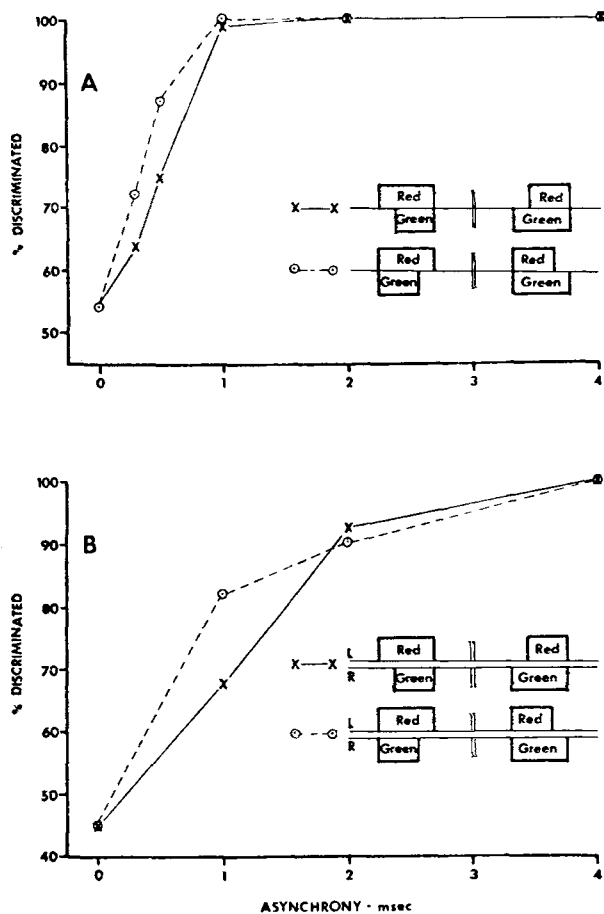 100
A
90
% DISCRIMINATED
80
70
60
50
Red
Green
Red
Green
X X
Red
Green
Red
Green
0 1 2 3 4
100
B
90
% DISCRIMINATED
80
70
60
50
40
L
R
Red
Green
Red
Green
X X
L
R
Red
Green
Red
Green
0 1 2 3 4
ASYNCHRONY - msec